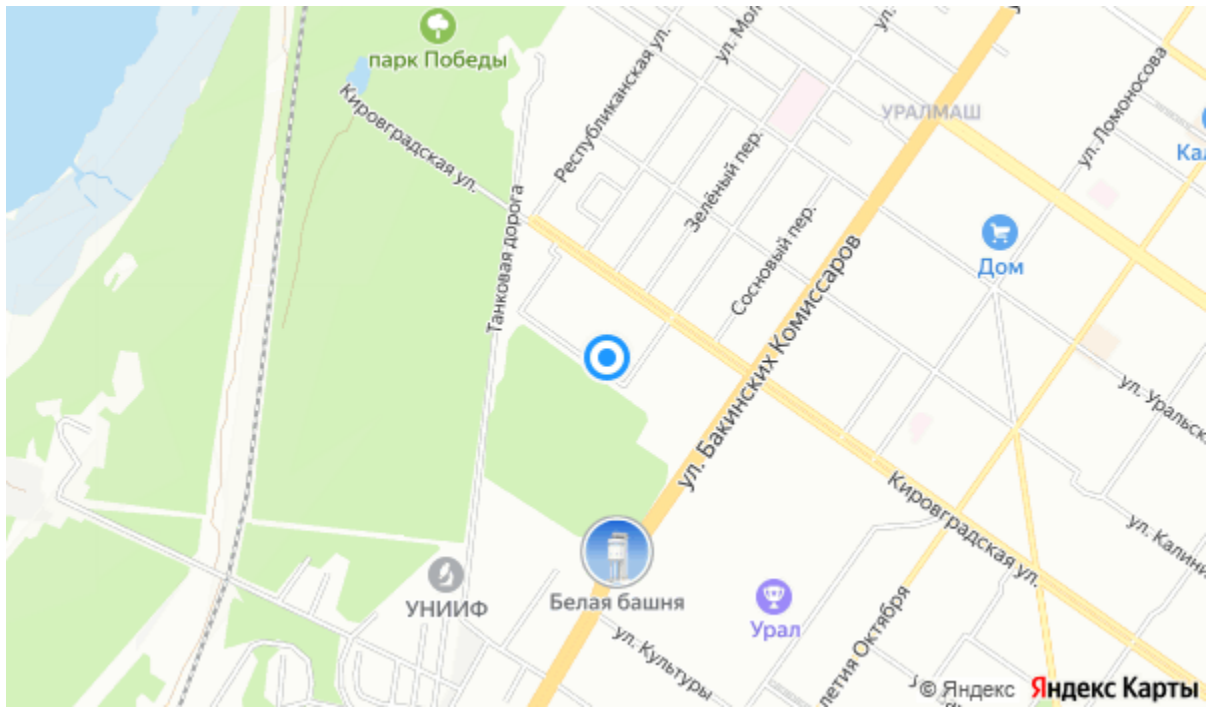 парк Победы
Республиканская ул.
ул. Мол
ул.
ул. Ломоносова
УРАЛМАШ
Кал
Кировградская ул.
Зелёный пер.
Танковая дорога
Сосновый пер.
Дом
ул. Бакинских Комиссаров
ул. Уральск
Кировградская ул.
ул. Калини
УНИИФ
Белая башня
Урал
ул. Культуры
летия Октября
© Яндекс Яндекс Карты